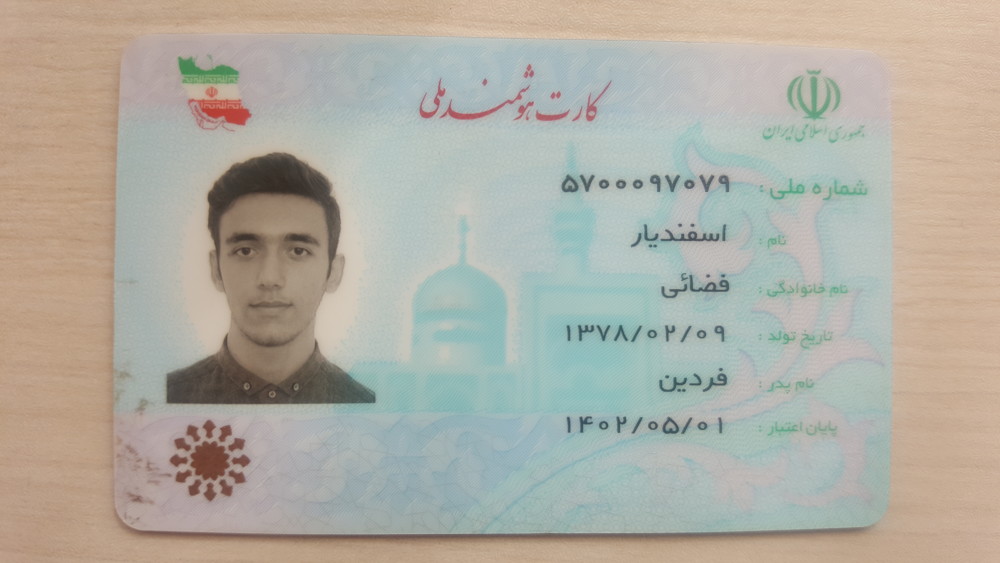 کارت هوشمند ملی
جمهوری اسلامی ایران
شماره ملی : ۵۷۰۰۰۹۷۰۷۹
نام : اسفندیار
نام خانوادگی : فضائی
تاریخ تولد : ۱۳۷۸/۰۲/۰۹
نام پدر : فردین
پایان اعتبار : ۱۴۰۲/۰۵/۰۱